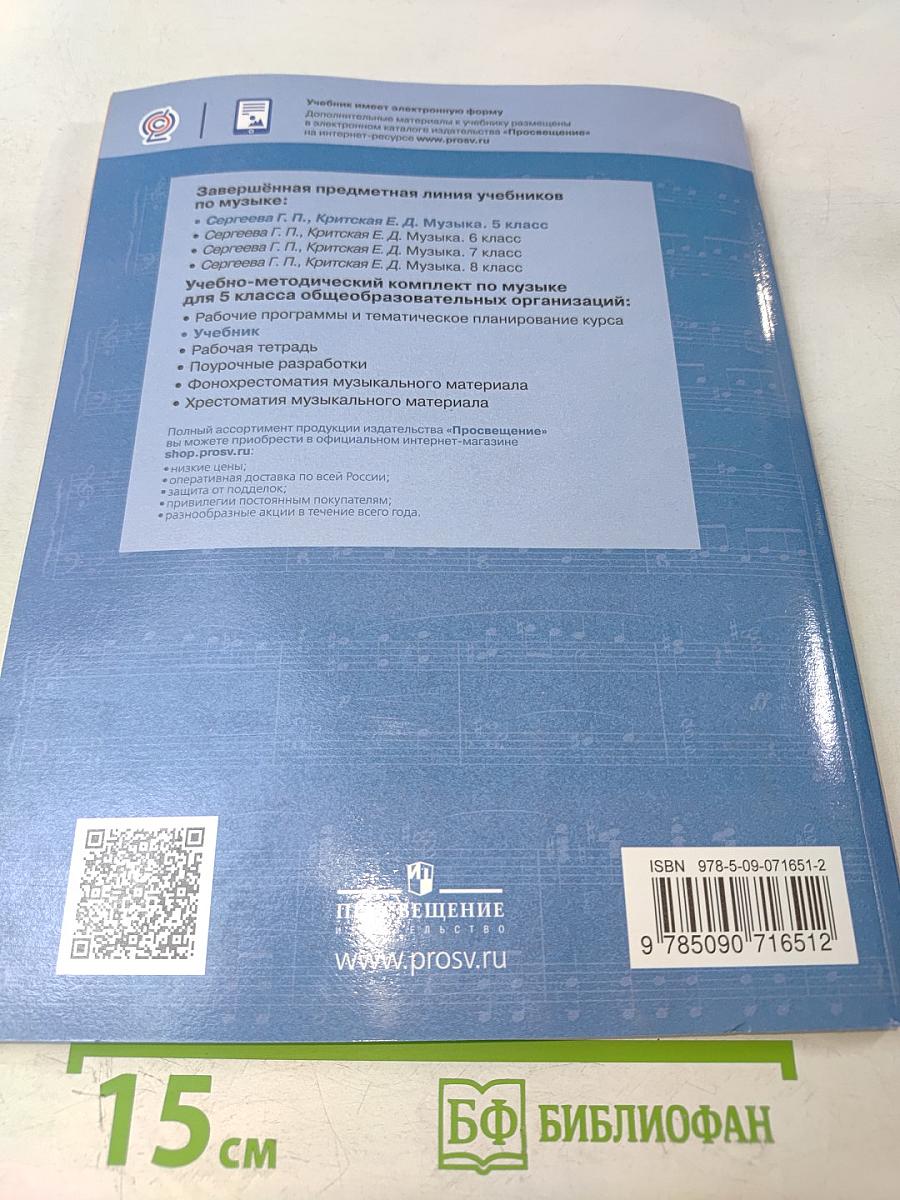 Учебник имеет электронную форму
Дополнительные материалы к учебнику размещены
в электронном каталоге издательства «Просвещение»
на интернет-ресурсе www.prosv.ru
Завершённая предметная линия учебников
по музыке:
• Сергеева Г. П., Критская Е. Д. Музыка. 5 класс
• Сергеева Г. П., Критская Е. Д. Музыка. 6 класс
• Сергеева Г. П., Критская Е. Д. Музыка. 7 класс
• Сергеева Г. П., Критская Е. Д. Музыка. 8 класс
Учебно-методический комплект по музыке
для 5 класса общеобразовательных организаций:
• Рабочие программы и тематическое планирование курса
• Учебник
• Рабочая тетрадь
• Поурочные разработки
• Фонохрестоматия музыкального материала
• Хрестоматия музыкального материала
Полный ассортимент продукции издательства «Просвещение»
вы можете приобрести в официальном интернет-магазине
shop.prosv.ru:
• низкие цены;
• оперативная доставка по всей России;
• защита от подделок;
• привилегии постоянным покупателям;
• разнообразные акции в течение всего года.
ИП
ПРОСВЕЩЕНИЕ
ИЗДАТЕЛЬСТВО
www.prosv.ru
ISBN 978-5-09-071651-2
9 785090 716512
15 см
БФ БИБЛИОФАН